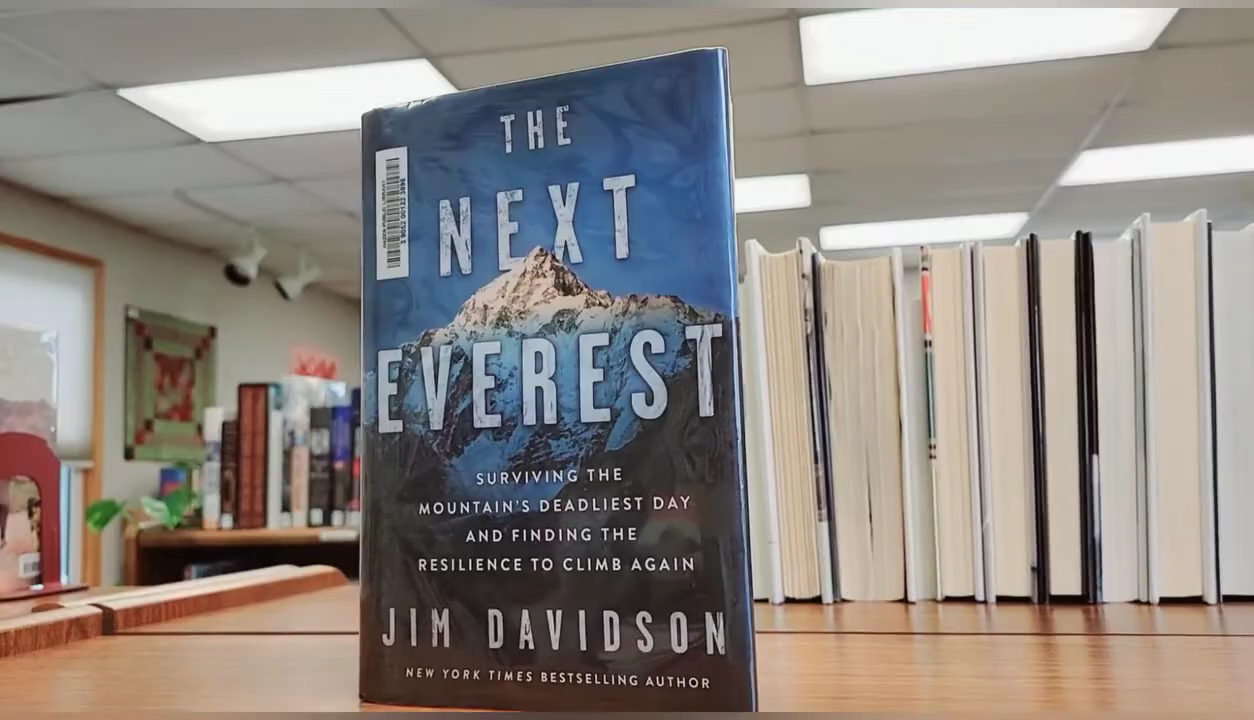 THE
NEXT
EVEREST
SURVIVING THE
MOUNTAIN'S DEADLIEST DAY
AND FINDING THE
RESILIENCE TO CLIMB AGAIN
JIM DAVIDSON
NEW YORK TIMES BESTSELLING AUTHOR